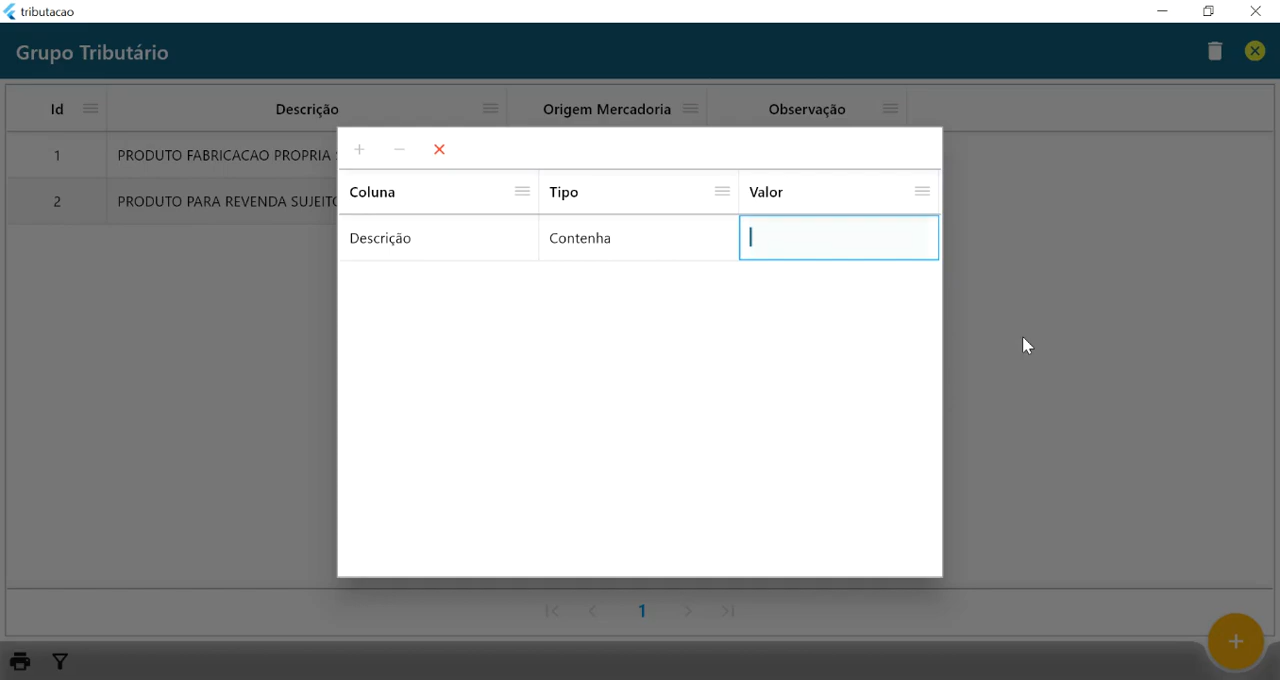 tributacao
Grupo Tributário
Id Descrição Origem Mercadoria Observação
1 PRODUTO FABRICACAO PROPRIA
2 PRODUTO PARA REVENDA
Coluna Tipo Valor
Descrição Contenha
1